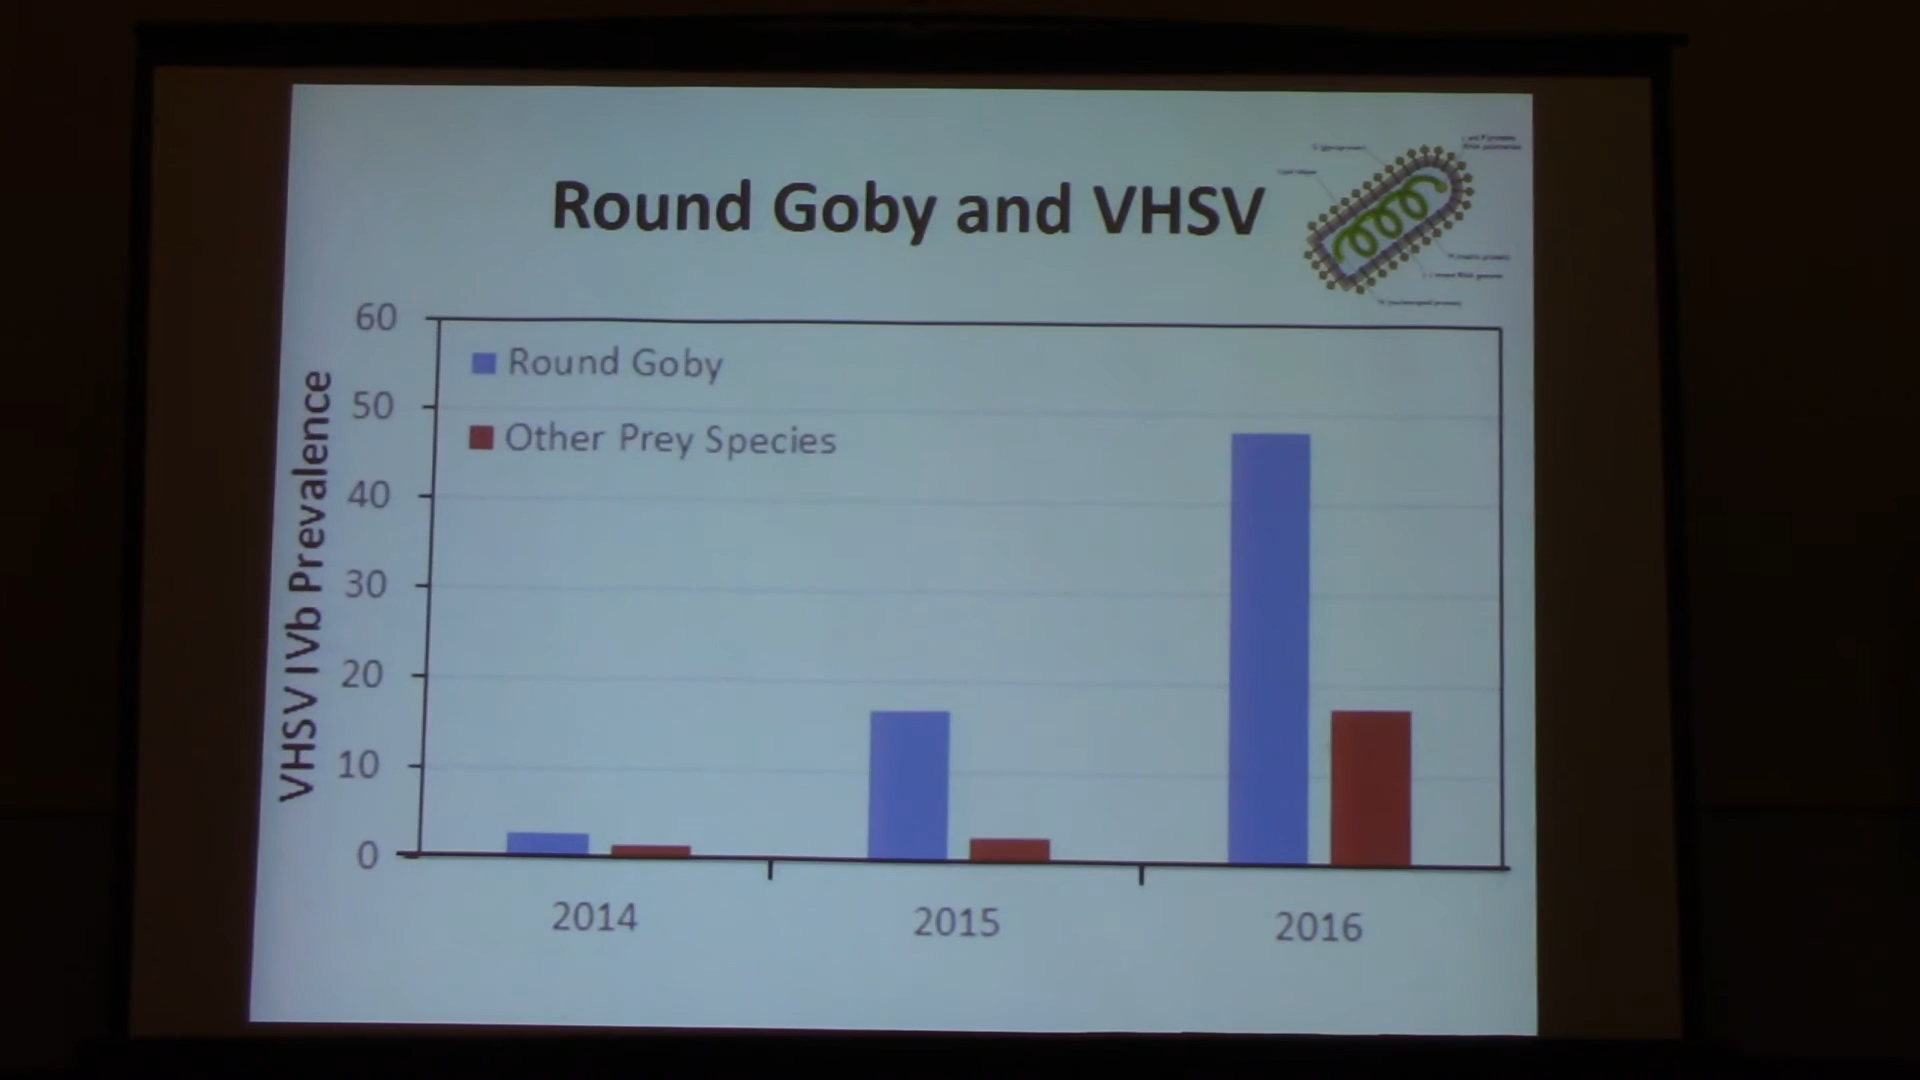 Round Goby and VHSV
60
50
40
30
20
10
0
VHSV IVb Prevalence
Round Goby
Other Prey Species
2014
2015
2016